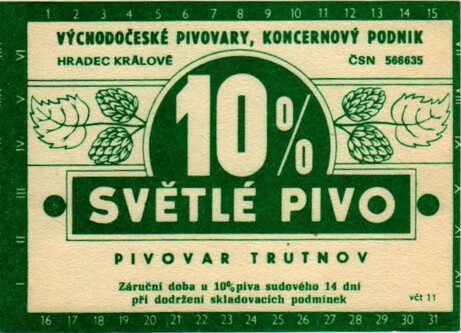 1 2 3 4 5 6 7 8 9 10 11 12 13 14 15
VÝCHODOČESKÉ PIVOVARY, KONCERNOVÝ PODNIK
HRADEC KRÁLOVÉ ČSN 566635
10%
SVĚTLÉ PIVO
PIVOVAR TRUTNOV
Záruční doba u 10% piva sudového 14 dní
při dodržení skladovacích podmínek
včt 11
16 17 18 19 20 21 22 23 24 25 26 27 28 29 30 31